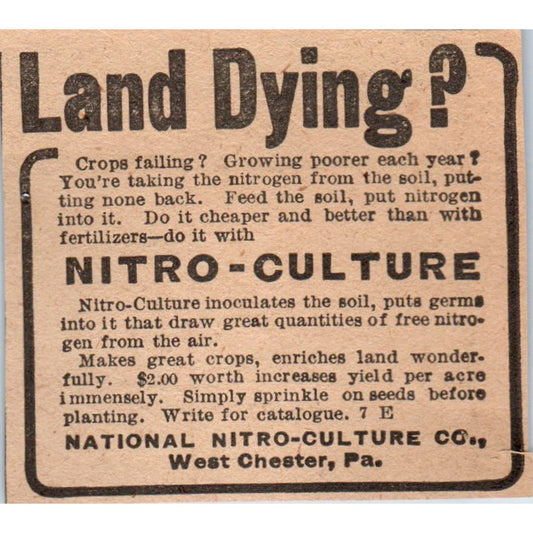 Land Dying?
Crops failing? Growing poorer each year?
You're taking the nitrogen from the soil, put-
ting none back. Feed the soil, put nitrogen
into it. Do it cheaper and better than with
fertilizers—do it with
NITRO-CULTURE
Nitro-Culture inoculates the soil, puts germs
into it that draw great quantities of free nitro-
gen from the air.
Makes great crops, enriches land wonder-
fully. $2.00 worth increases yield per acre
immensely. Simply sprinkle on seeds before
planting. Write for catalogue. 7 E
NATIONAL NITRO-CULTURE CO.,
West Chester, Pa.